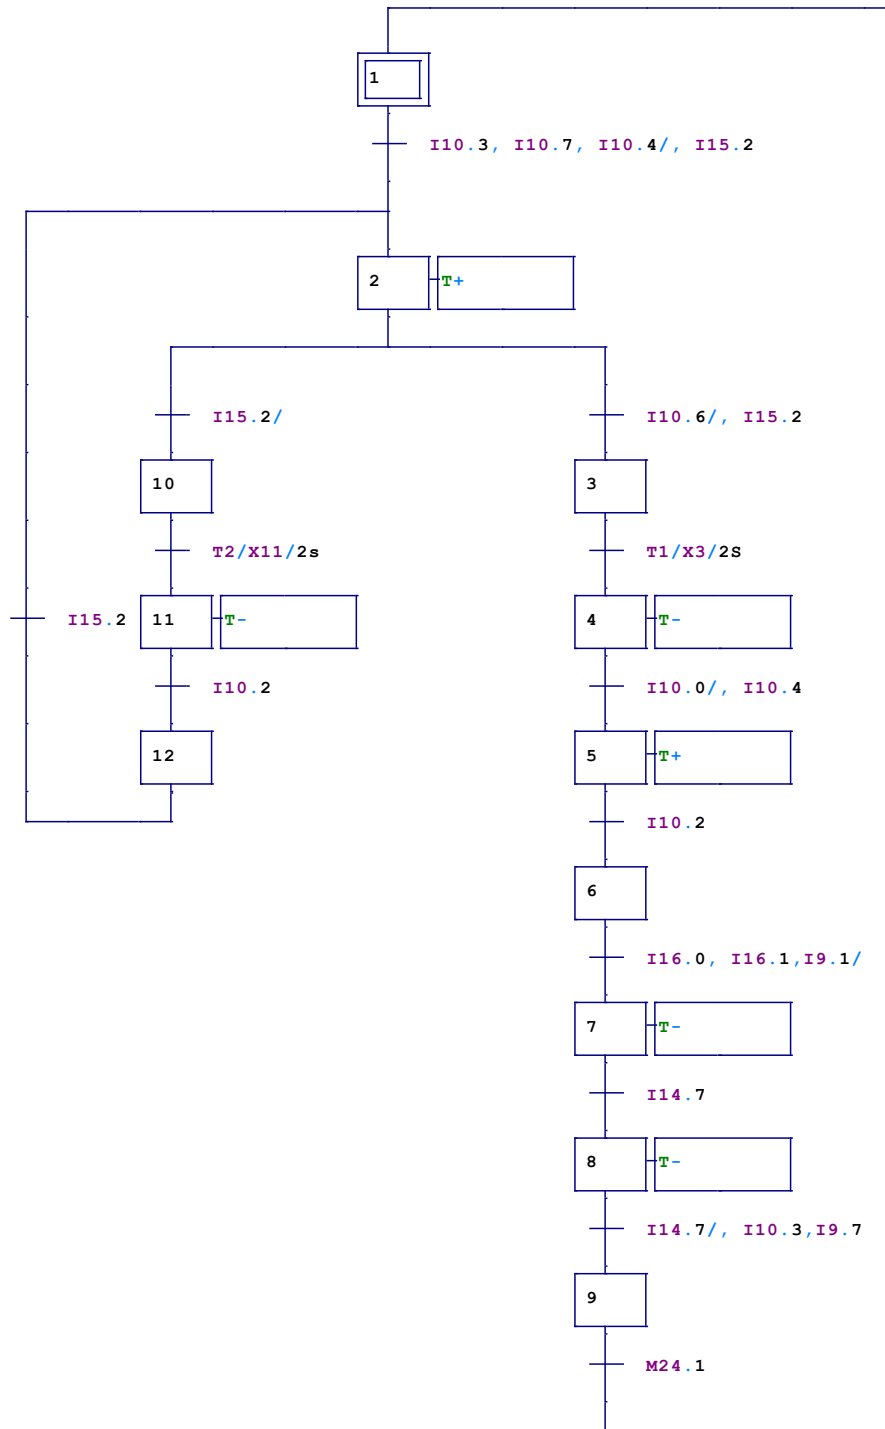 1
I10.3, I10.7, I10.4/, I15.2
2 T+
I15.2/ I10.6/, I15.2
10 3
T2/X11/2s T1/X3/2S
I15.2 11 T- 4 T-
I10.2 I10.0/, I10.4
12 5 T+
I10.2
6
I16.0, I16.1,I9.1/
7 T-
I14.7
8 T-
I14.7/, I10.3,I9.7
9
M24.1